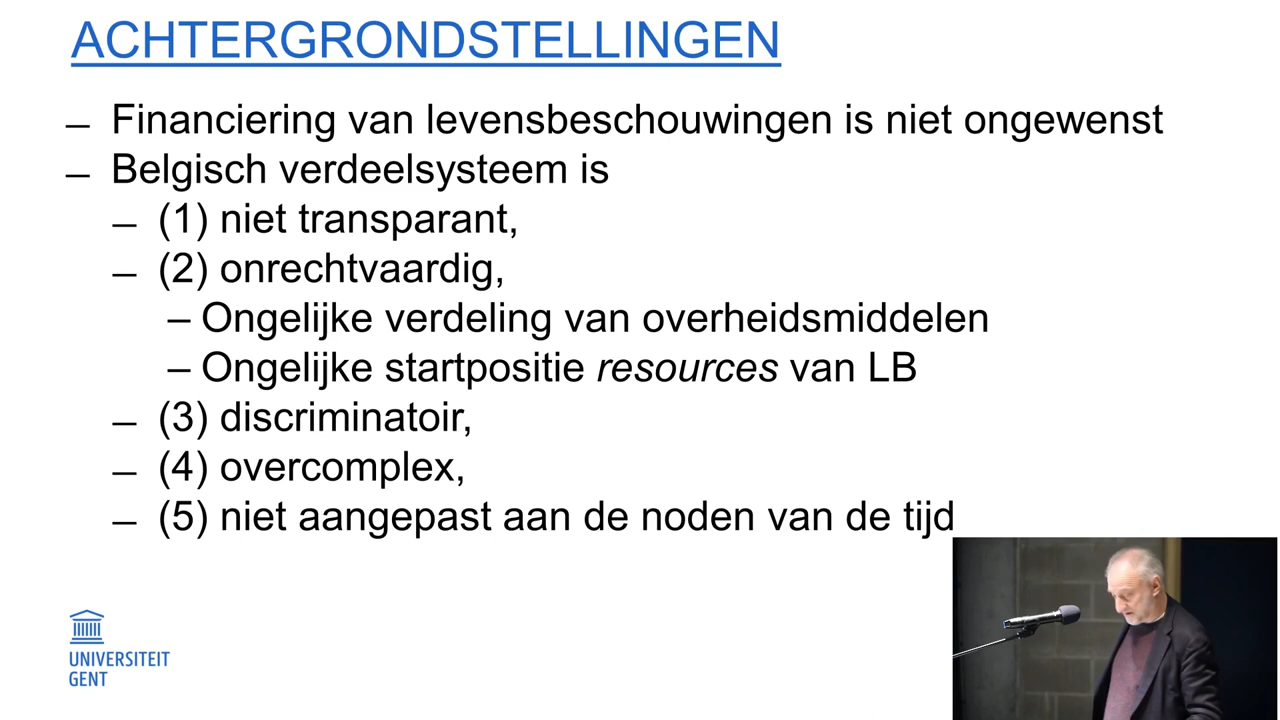 ACHTERGRONDSTELLINGEN
— Financiering van levensbeschouwingen is niet ongewenst
— Belgisch verdeelsysteem is
— (1) niet transparant,
— (2) onrechtvaardig,
– Ongelijke verdeling van overheidsmiddelen
– Ongelijke startpositie resources van LB
— (3) discriminatoir,
— (4) overcomplex,
— (5) niet aangepast aan de noden van de tijd
UNIVERSITEIT
GENT